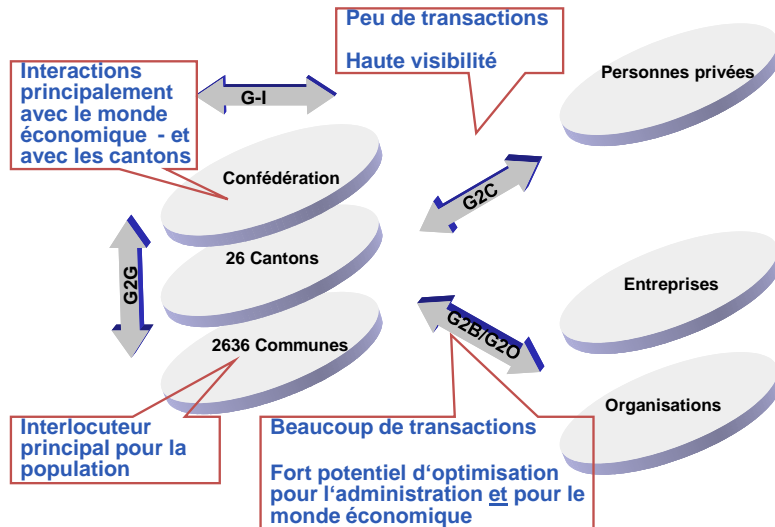 Peu de transactions
Haute visibilité
Interactions
principalement
avec le monde
économique - et
avec les cantons
G-I
Personnes privées
Confédération
G2C
G2G
26 Cantons
Entreprises
G2B/G2O
2636 Communes
Organisations
Interlocuteur
principal pour la
population
Beaucoup de transactions
Fort potentiel d‘optimisation
pour l‘administration et pour le
monde économique